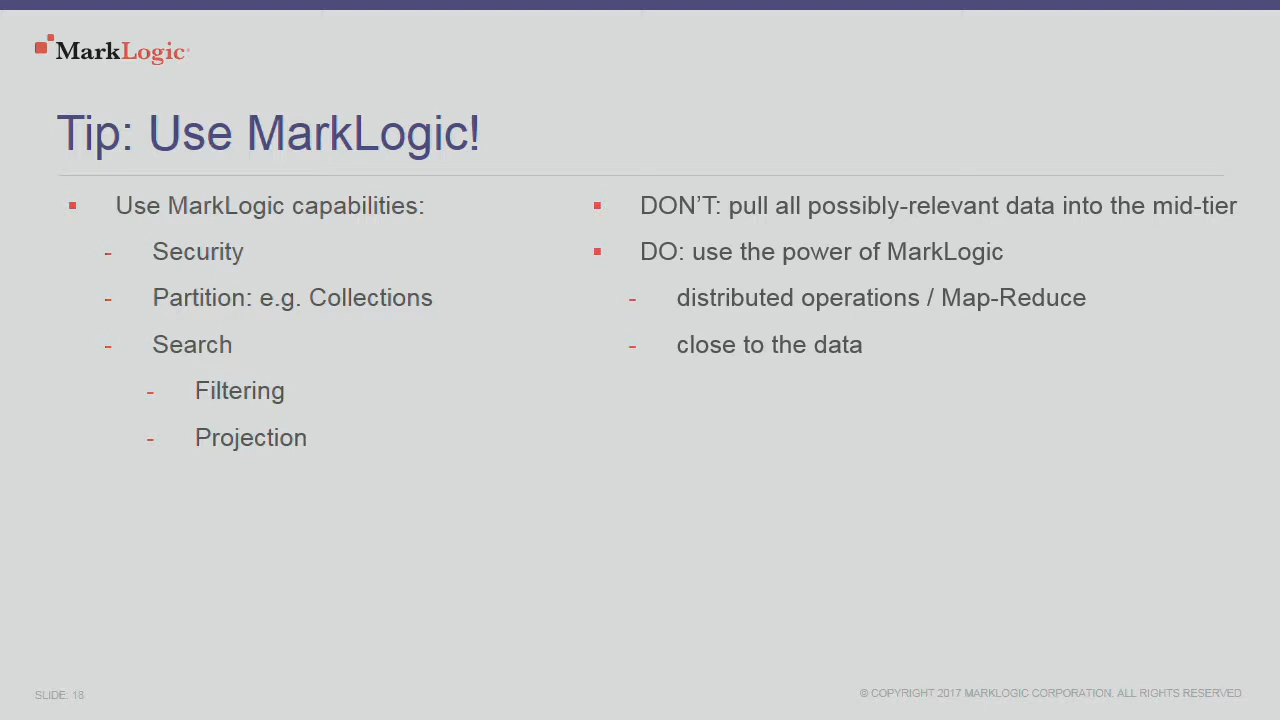 MarkLogic
Tip: Use MarkLogic!
Use MarkLogic capabilities:
- Security
- Partition: e.g. Collections
- Search
- Filtering
- Projection
DON'T: pull all possibly-relevant data into the mid-tier
DO: use the power of MarkLogic
- distributed operations / Map-Reduce
- close to the data
SLIDE: 18
© COPYRIGHT 2017 MARKLOGIC CORPORATION. ALL RIGHTS RESERVED.